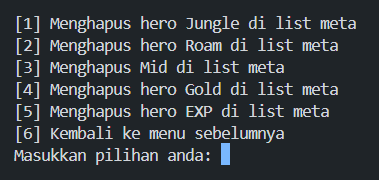 [1] Menghapus hero Jungle di list meta
[2] Menghapus hero Roam di list meta
[3] Menghapus Mid di list meta
[4] Menghapus hero Gold di list meta
[5] Menghapus hero EXP di list meta
[6] Kembali ke menu sebelumnya
Masukkan pilihan anda: